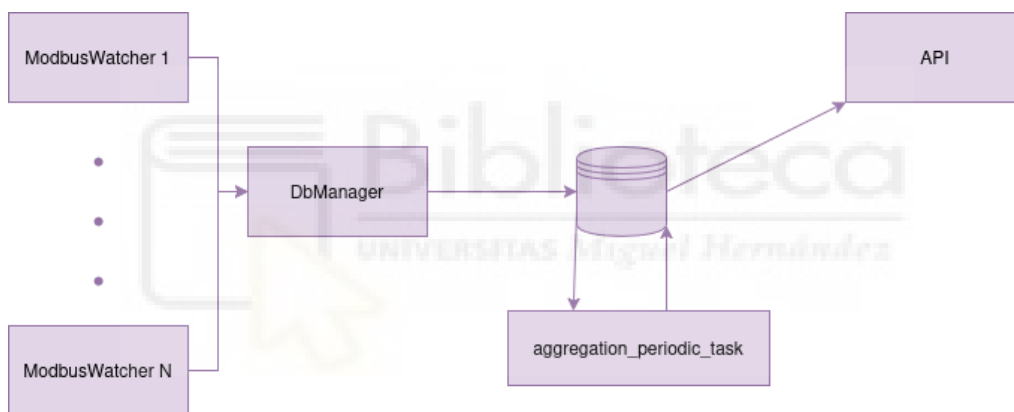 ModbusWatcher 1
API
Biblioteca
DbManager
UNIVERSITAS Miguel Hernández
aggregation_periodic_task
ModbusWatcher N